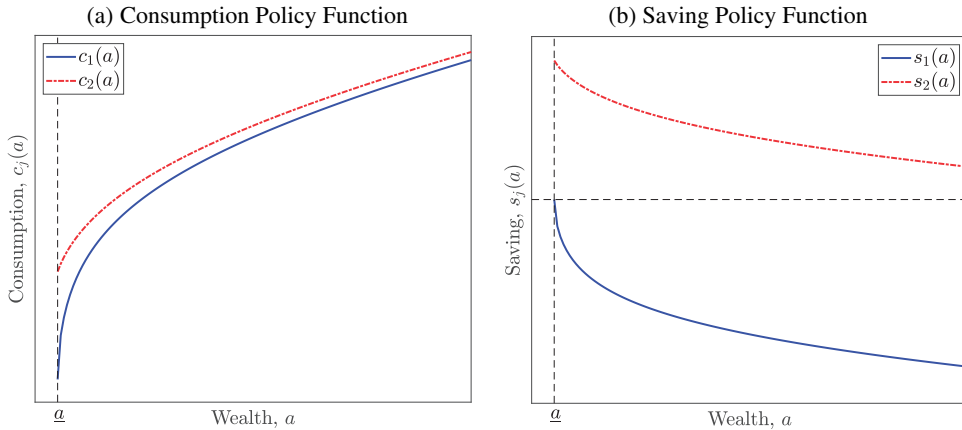 (a) Consumption Policy Function
c₁(a)
c₂(a)
Consumption, cⱼ(a)
a̲
Wealth, a
(b) Saving Policy Function
s₁(a)
s₂(a)
Saving, sⱼ(a)
a̲
Wealth, a